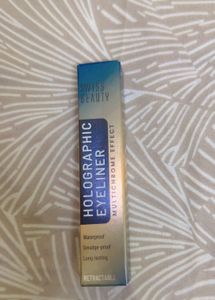 SWISS
BEAUTY
HOLOGRAPHIC
EYELINER
MULTICHROME EFFECT
Waterproof
Smudge proof
Long lasting
RETRACTABLE